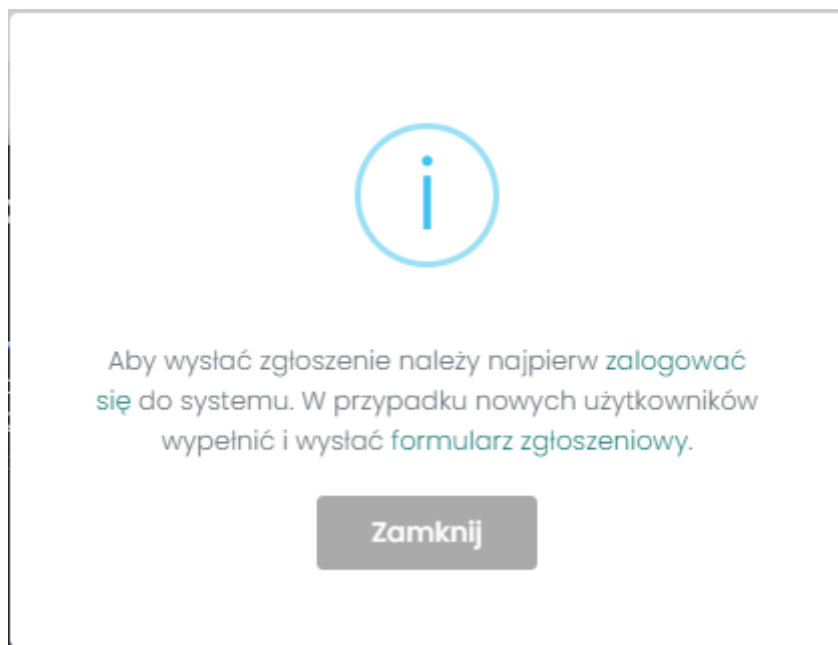 Aby wysłać zgłoszenie należy najpierw zalogować
się do systemu. W przypadku nowych użytkowników
wypełnić i wysłać formularz zgłoszeniowy.
Zamknij